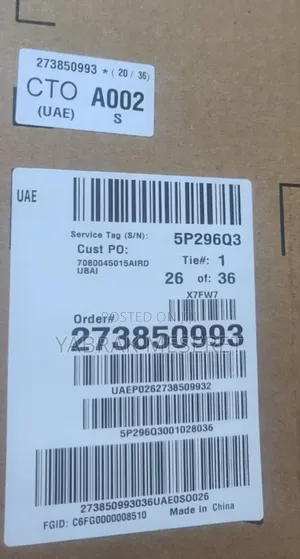 273850993 * ( 20 / 36)
CTO A002
(UAE) S
UAE
Service Tag (S/N): 5P296Q3
Cust PO: Tie#: 1
7080045015AIRD
UBAI
26 of: 36
X7FW7
Order#
POSTED ON
273850993
UAEP0262738509932
5P296Q3001028036
273850993036UAE0SO026
FGID: C6FG0000008510 Made in China